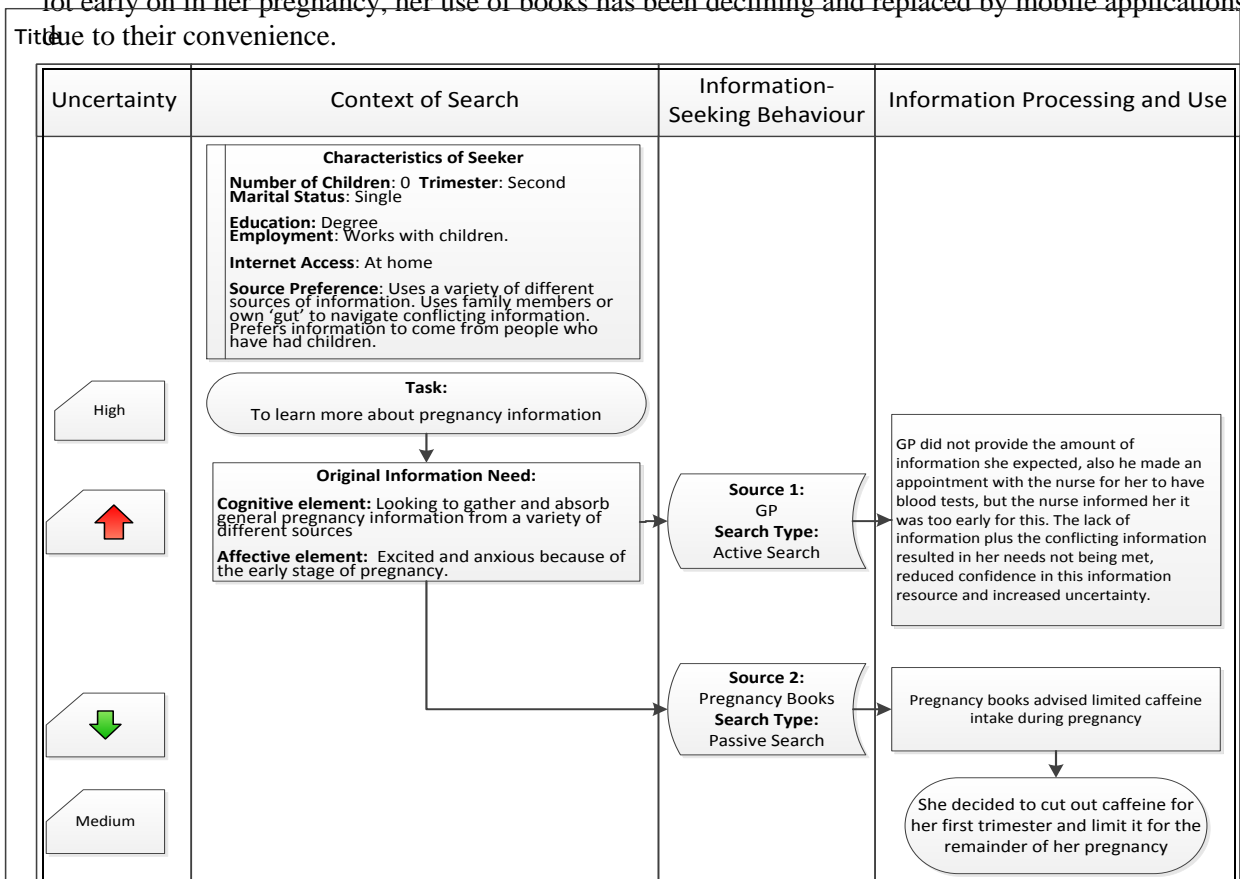 lot early on in her pregnancy, her use of books has been declining and replaced by mobile applications
Title
due to their convenience.
Uncertainty
Context of Search
Information-
Seeking Behaviour
Information Processing and Use
Characteristics of Seeker
Number of Children: 0 Trimester: Second
Marital Status: Single
Education: Degree
Employment: Works with children.
Internet Access: At home
Source Preference: Uses a variety of different
sources of information. Uses family members or
own ‘gut’ to navigate conflicting information.
Prefers information to come from people who
have had children.
High
Task:
To learn more about pregnancy information
Original Information Need:
Cognitive element: Looking to gather and absorb
general pregnancy information from a variety of
different sources
Affective element: Excited and anxious because of
the early stage of pregnancy.
Source 1:
GP
Search Type:
Active Search
GP did not provide the amount of
information she expected, also he made an
appointment with the nurse for her to have
blood tests, but the nurse informed her it
was too early for this. The lack of
information plus the conflicting information
resulted in her needs not being met,
reduced confidence in this information
resource and increased uncertainty.
Source 2:
Pregnancy Books
Search Type:
Passive Search
Pregnancy books advised limited caffeine
intake during pregnancy
Medium
She decided to cut out caffeine for
her first trimester and limit it for the
remainder of her pregnancy